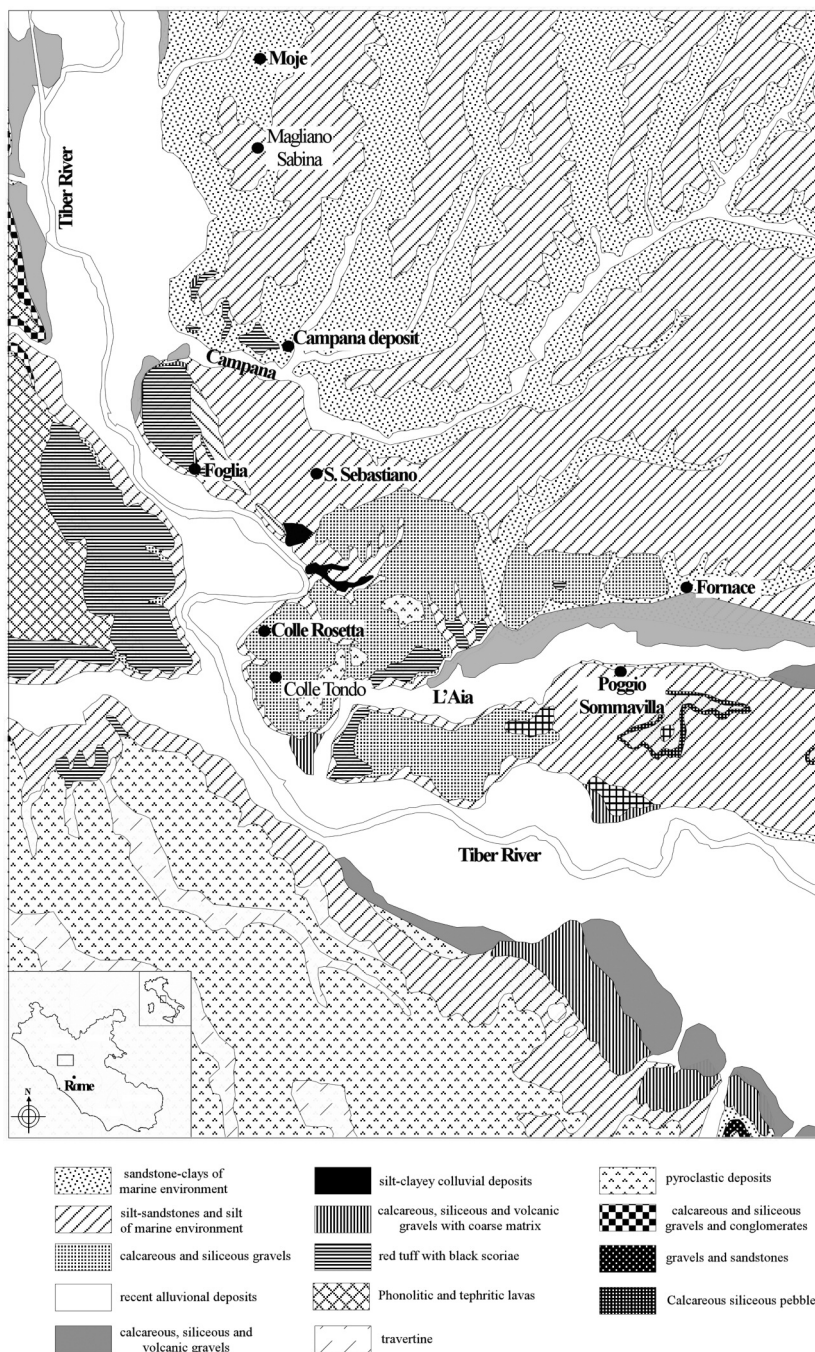 Moje
Magliano
Sabina
Tiber River
Campana deposit
Campana
Foglia
S. Sebastiano
Fornace
Colle Rosetta
Colle Tondo
L'Aia
Poggio
Sommavilla
Tiber River
Rome
N
sandstone-clays of
marine environment
silt-sandstones and silt
of marine environment
calcareous and siliceous gravels
recent alluvional deposits
calcareous, siliceous and
volcanic gravels
silt-clayey colluvial deposits
calcareous, siliceous and volcanic
gravels with coarse matrix
red tuff with black scoriae
Phonolitic and tephritic lavas
travertine
pyroclastic deposits
calcareous and siliceous
gravels and conglomerates
gravels and sandstones
Calcareous siliceous pebble